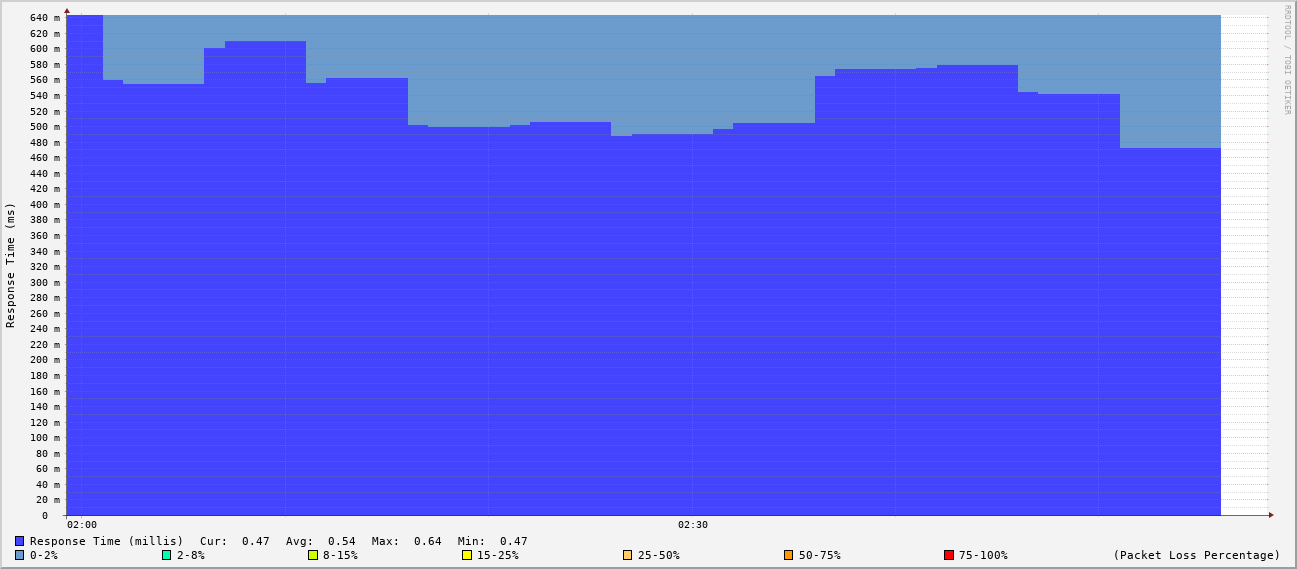 640 m
620 m
600 m
580 m
560 m
540 m
520 m
500 m
480 m
460 m
440 m
420 m
400 m
380 m
360 m
340 m
320 m
300 m
280 m
260 m
240 m
220 m
200 m
180 m
160 m
140 m
120 m
100 m
80 m
60 m
40 m
20 m
0
Response Time (ms)
RRDTOOL / TOBI OETIKER
02:00 02:30
Response Time (millis) Cur: 0.47 Avg: 0.54 Max: 0.64 Min: 0.47
0-2% 2-8% 8-15% 15-25% 25-50% 50-75% 75-100% (Packet Loss Percentage)